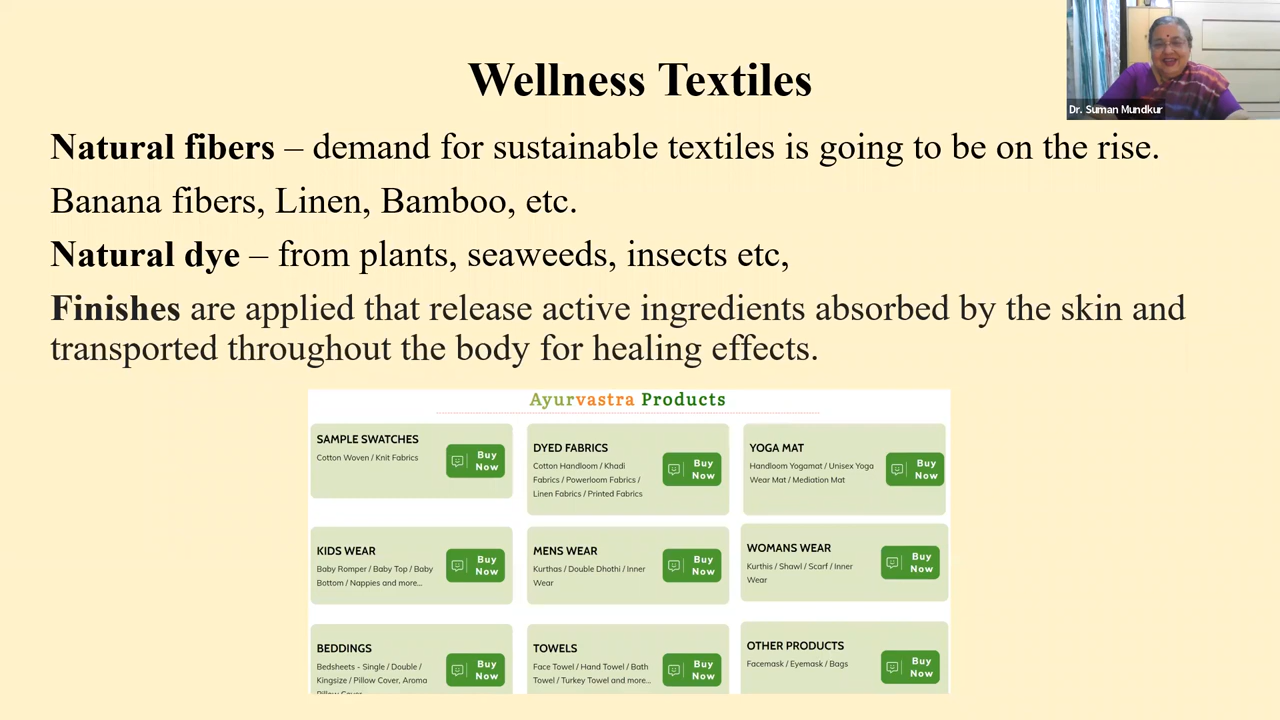 Wellness Textiles
Dr. Suman Mundkur
Natural fibers – demand for sustainable textiles is going to be on the rise.
Banana fibers, Linen, Bamboo, etc.
Natural dye – from plants, seaweeds, insects etc,
Finishes are applied that release active ingredients absorbed by the skin and
transported throughout the body for healing effects.
Ayurvastra Products
SAMPLE SWATCHES
Cotton Woven / Knit Fabrics
Buy
Now
DYED FABRICS
Cotton Handloom / Khadi
Fabrics / Powerloom Fabrics /
Linen Fabrics / Printed Fabrics
Buy
Now
YOGA MAT
Handloom Yogamat / Unisex Yoga
Wear Mat / Mediation Mat
Buy
Now
KIDS WEAR
Baby Romper / Baby Top / Baby
Bottom / Nappies and more...
Buy
Now
MENS WEAR
Kurthas / Double Dhothi / Inner
Wear
Buy
Now
WOMANS WEAR
Kurthis / Shawl / Scarf / Inner
Wear
Buy
Now
BEDDINGS
Bedsheets - Single / Double /
Kingsize / Pillow Cover, Aroma
Pillow Cover
Buy
Now
TOWELS
Face Towel / Hand Towel / Bath
Towel / Turkey Towel and more...
Buy
Now
OTHER PRODUCTS
Facemask / Eyemask / Bags
Buy
Now